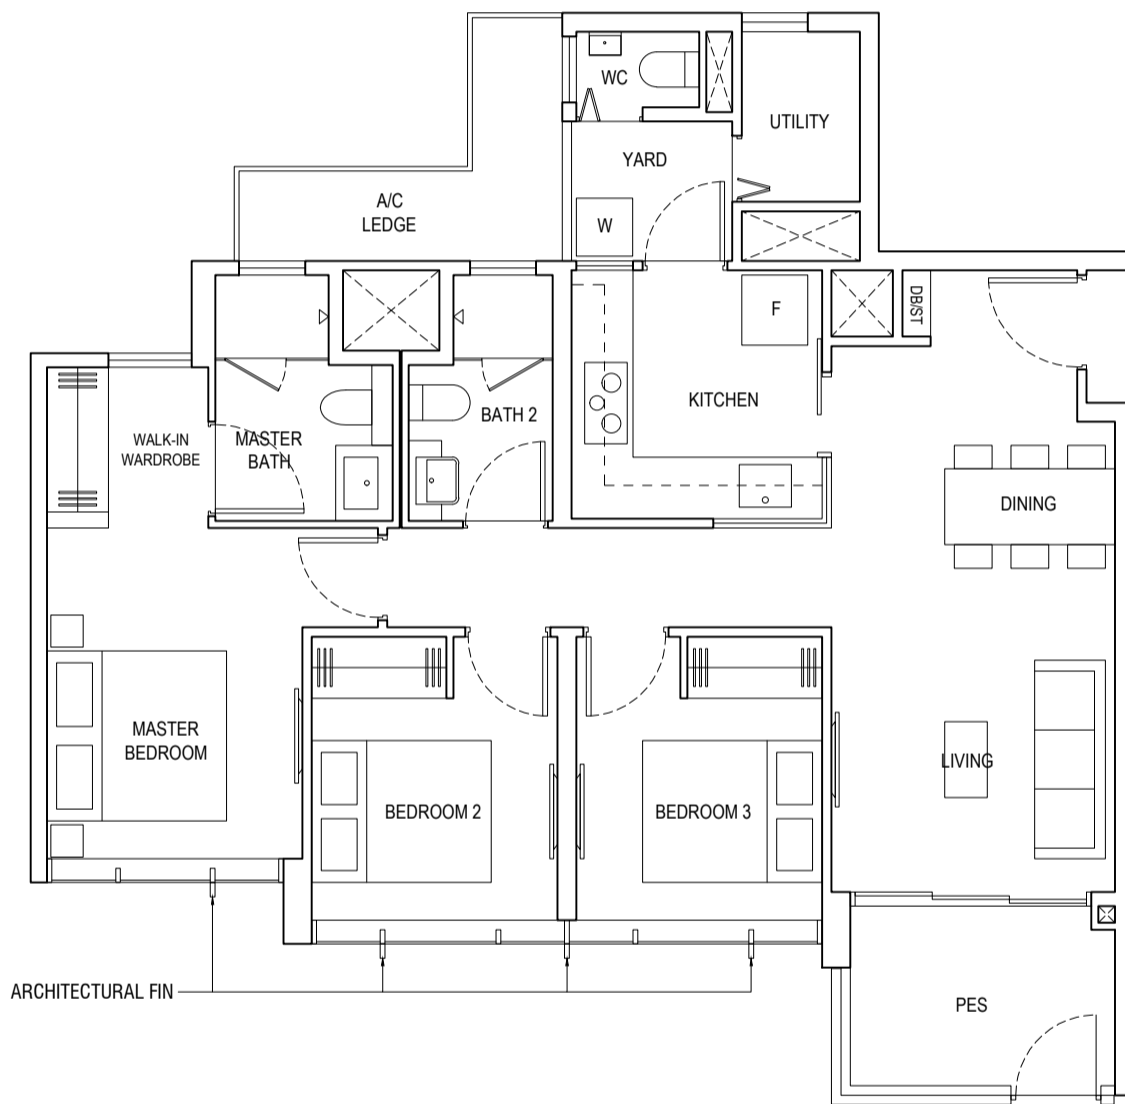 WC
UTILITY
YARD
A/C
LEDGE
W
F
DB/ST
KITCHEN
BATH 2
MASTER
BATH
WALK-IN
WARDROBE
DINING
MASTER
BEDROOM
LIVING
BEDROOM 2
BEDROOM 3
ARCHITECTURAL FIN
PES